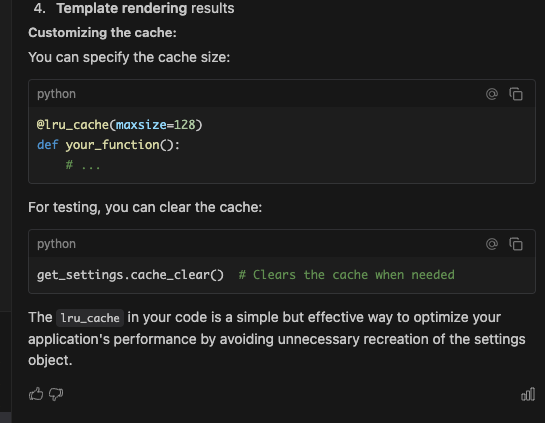 4. Template rendering results
Customizing the cache:
You can specify the cache size:
python
@lru_cache(maxsize=128)
def your_function():
# ...
For testing, you can clear the cache:
python
get_settings.cache_clear() # Clears the cache when needed
The lru_cache in your code is a simple but effective way to optimize your
application's performance by avoiding unnecessary recreation of the settings
object.